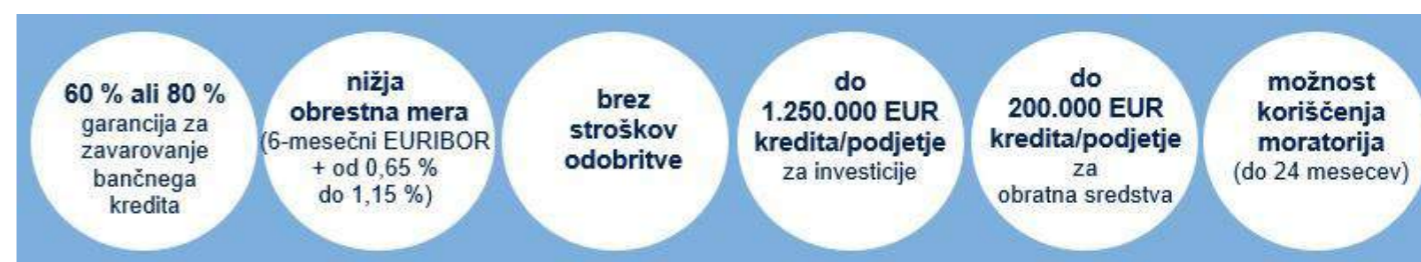 60 % ali 80 %
garancija za
zavarovanje
bančnega
kredita
nižja
obrestna mera
(6-mesečni EURIBOR
+ od 0,65 %
do 1,15 %)
brez
stroškov
odobritve
do
1.250.000 EUR
kredita/podjetje
za investicije
do
200.000 EUR
kredita/podjetje
za
obratna sredstva
možnost
koriščenja
moratorija
(do 24 mesecev)